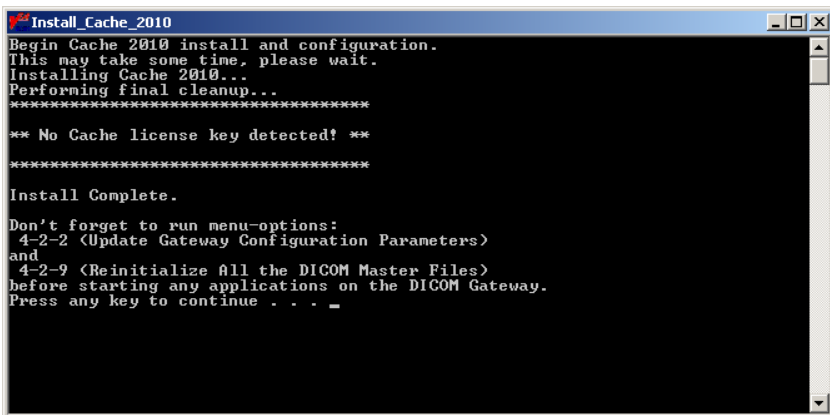 Install_Cache_2010
Begin Cache 2010 install and configuration.
This may take some time, please wait.
Installing Cache 2010...
Performing final cleanup...
************************************
** No Cache license key detected! **
************************************
Install Complete.
Don't forget to run menu-options:
4-2-2 (Update Gateway Configuration Parameters)
and
4-2-9 (Reinitialize All the DICOM Master Files)
before starting any applications on the DICOM Gateway.
Press any key to continue . . . _